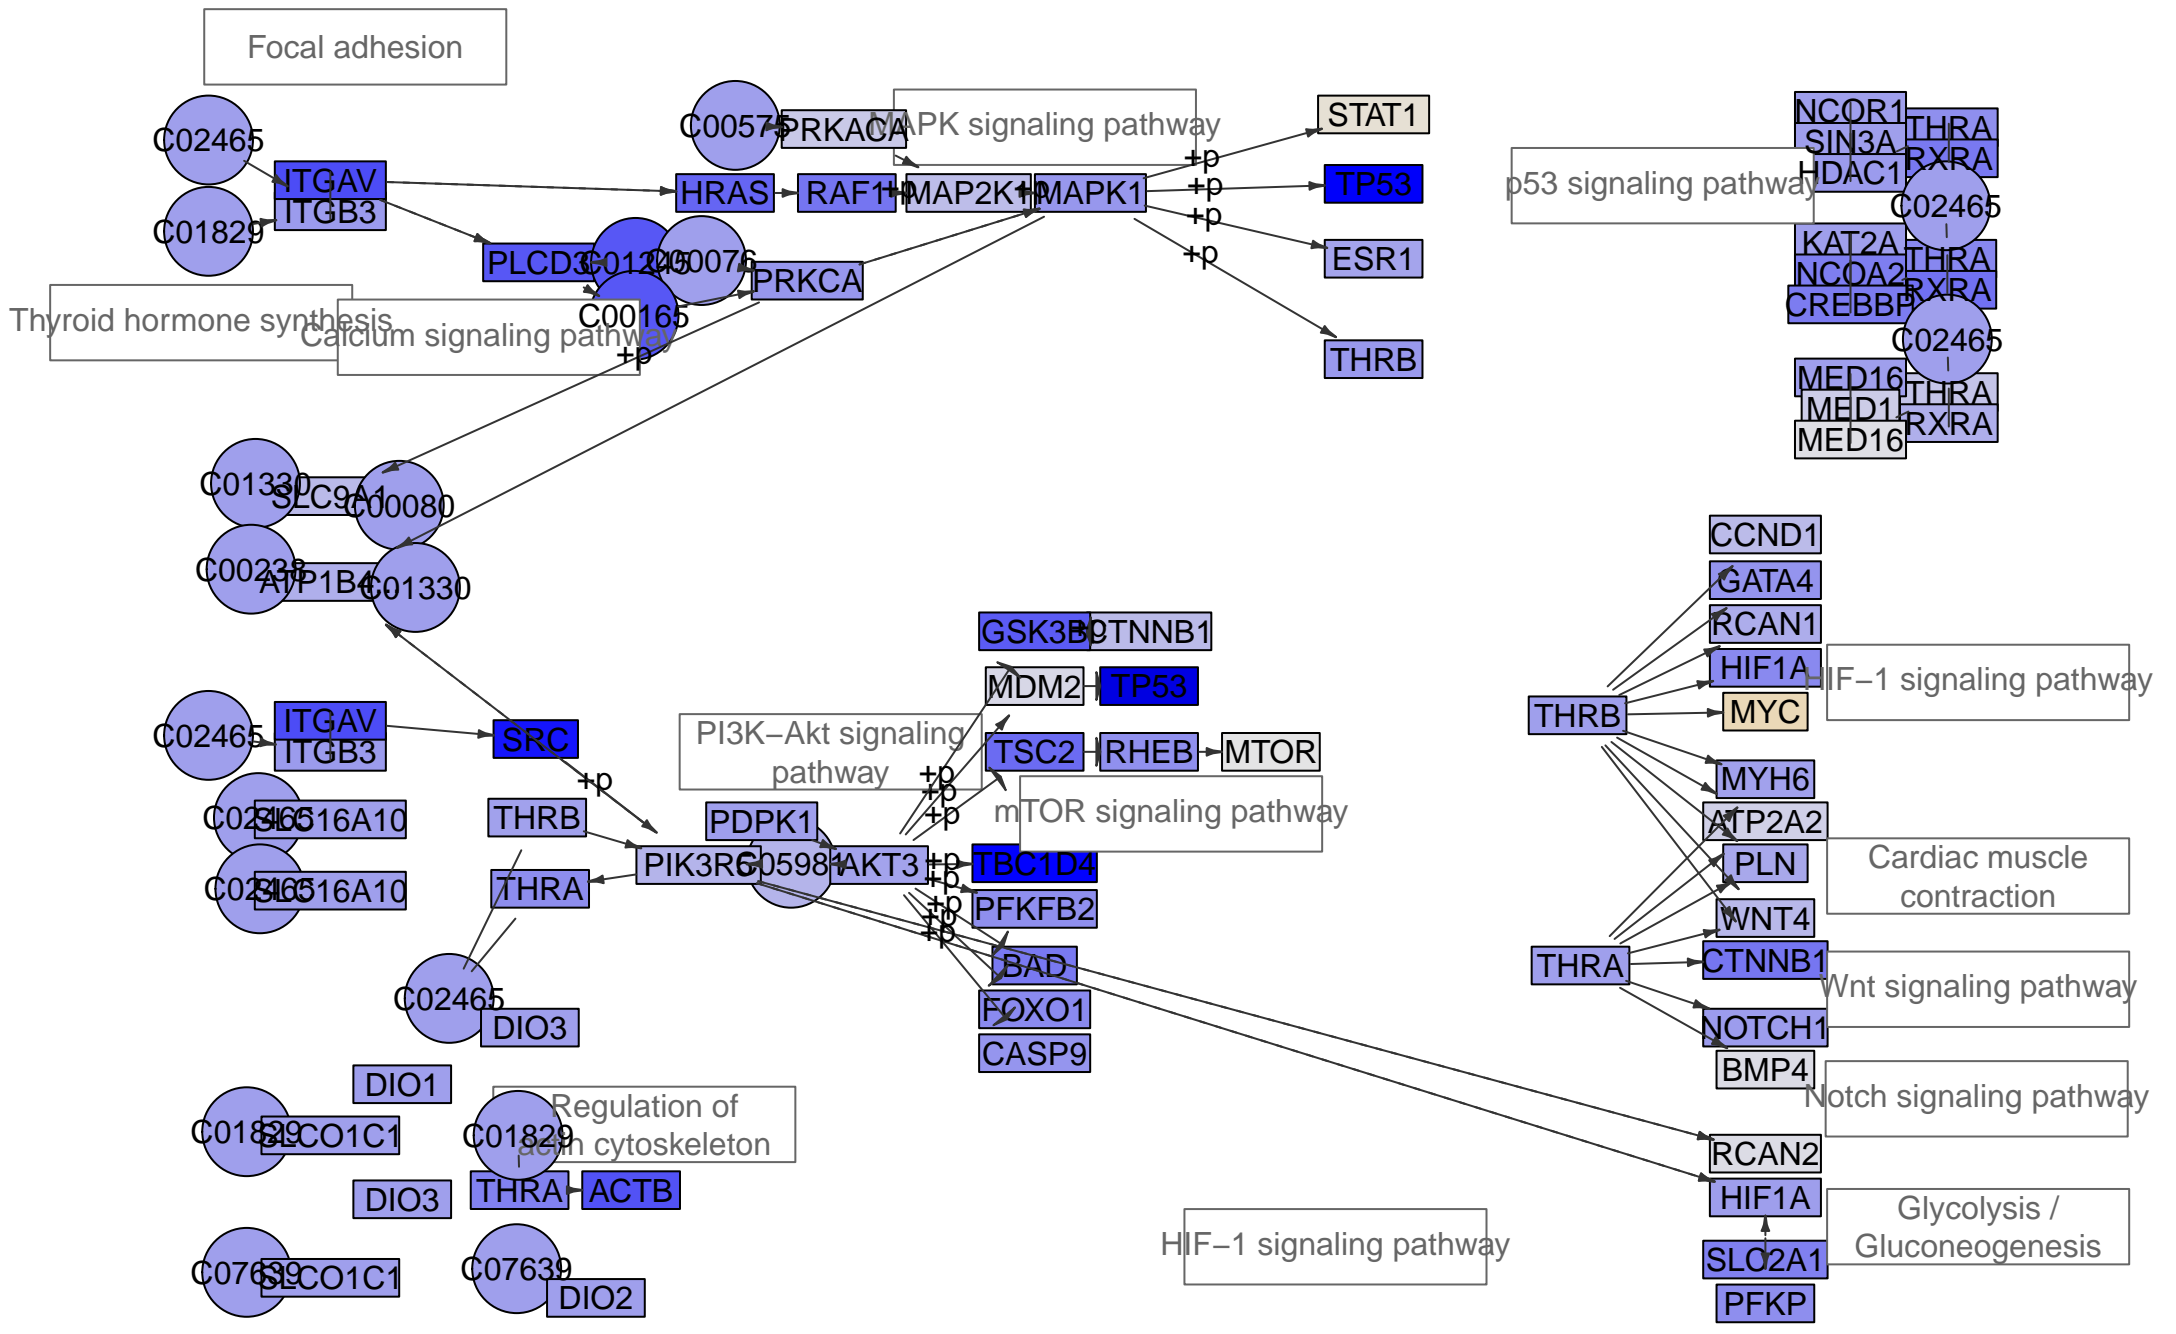 Focal adhesion
C02465
C01829
ITGAV
ITGB3
C00575
PRKACA
MAPK signaling pathway
HRAS
RAF1
+p
MAP2K1
+p
MAPK1
+p
+p
+p
+p
STAT1
TP53
ESR1
THRB
PLCD3
C01245
C00076
C00165
PRKCA
Thyroid hormone synthesis
Calcium signaling pathway
+p
p53 signaling pathway
NCOR1
SIN3A
HDAC1
THRA
RXRA
C02465
KAT2A
NCOA2
CREBBP
THRA
RXRA
C02465
MED16
MED1
MED16
THRA
RXRA
C01330
SLC9A1
C00080
C00238
ATP1B4...
C01330
C02465
ITGAV
ITGB3
SRC
+p
C02465
SLC16A10
C02465
SLC16A10
THRB
THRA
C02465
DIO3
PI3K−Akt signaling
pathway
PDPK1
PIK3R6
C05981
AKT3
GSK3B
+p
CTNNB1
MDM2
TP53
TSC2
RHEB
MTOR
mTOR signaling pathway
+p
+p
+p
+p
+p
+p
+p
+p
TBC1D4
PFKFB2
BAD
FOXO1
CASP9
CCND1
GATA4
RCAN1
HIF1A
HIF−1 signaling pathway
MYC
THRB
MYH6
ATP2A2
PLN
Cardiac muscle
contraction
WNT4
THRA
CTNNB1
Wnt signaling pathway
NOTCH1
BMP4
Notch signaling pathway
RCAN2
HIF1A
Glycolysis /
Gluconeogenesis
SLC2A1
PFKP
HIF−1 signaling pathway
DIO1
C01829
SLCO1C1
DIO3
C07639
SLCO1C1
Regulation of
actin cytoskeleton
C01829
THRA
ACTB
C07639
DIO2